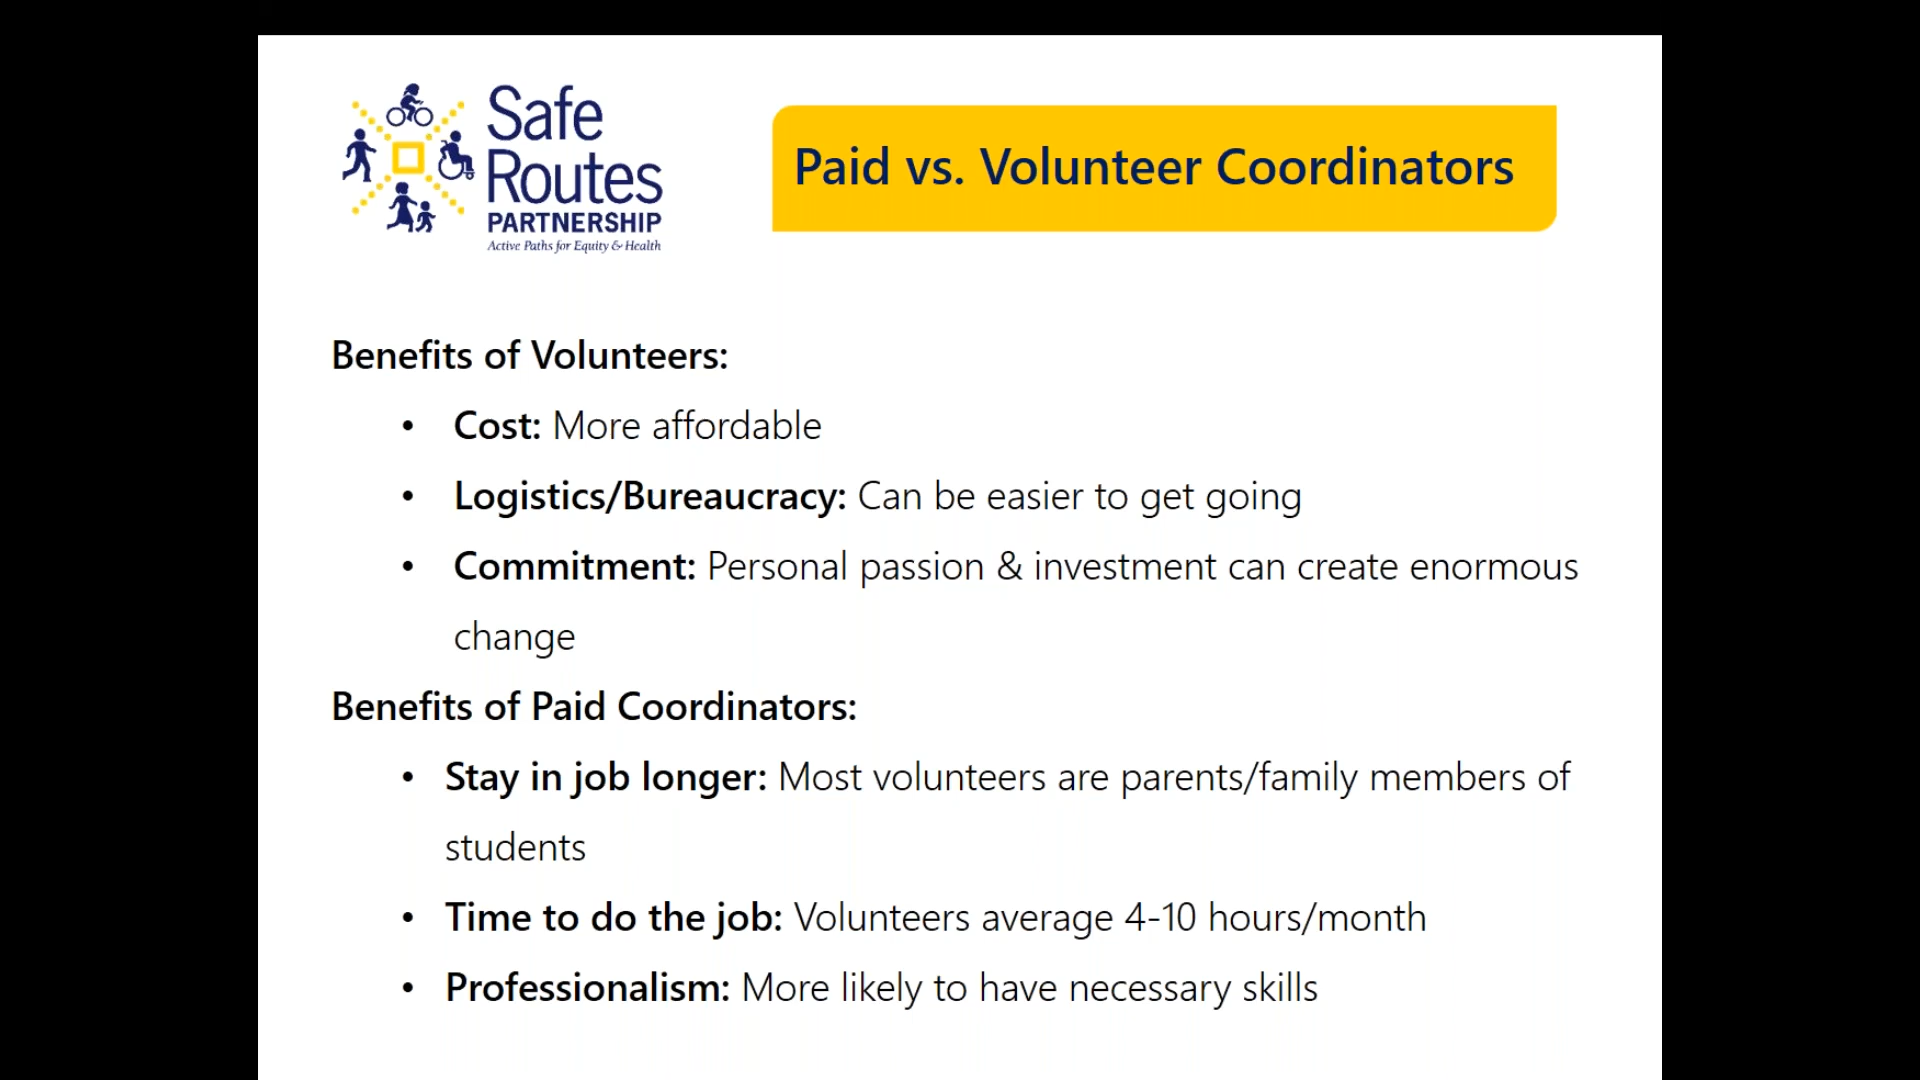 Safe
Routes
PARTNERSHIP
Active Paths for Equity & Health
Paid vs. Volunteer Coordinators
Benefits of Volunteers:
• Cost: More affordable
• Logistics/Bureaucracy: Can be easier to get going
• Commitment: Personal passion & investment can create enormous
change
Benefits of Paid Coordinators:
• Stay in job longer: Most volunteers are parents/family members of
students
• Time to do the job: Volunteers average 4-10 hours/month
• Professionalism: More likely to have necessary skills